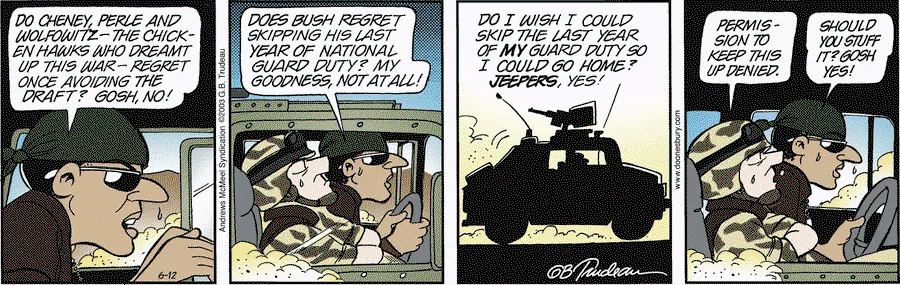 DO CHENEY, PERLE AND
WOLFOWITZ – THE CHICK-
EN HAWKS WHO DREAMT
UP THIS WAR – REGRET
ONCE AVOIDING THE
DRAFT? GOSH, NO!
6-12
Andrews McMeel Syndication ©2003 G.B. Trudeau
DOES BUSH REGRET
SKIPPING HIS LAST
YEAR OF NATIONAL
GUARD DUTY? MY
GOODNESS, NOT AT ALL!
DO I WISH I COULD
SKIP THE LAST YEAR
OF MY GUARD DUTY SO
I COULD GO HOME?
JEEPERS, YES!
GBTrudeau
www.doonesbury.com
PERMIS-
SION TO
KEEP THIS
UP DENIED.
SHOULD
YOU STUFF
IT? GOSH
YES!